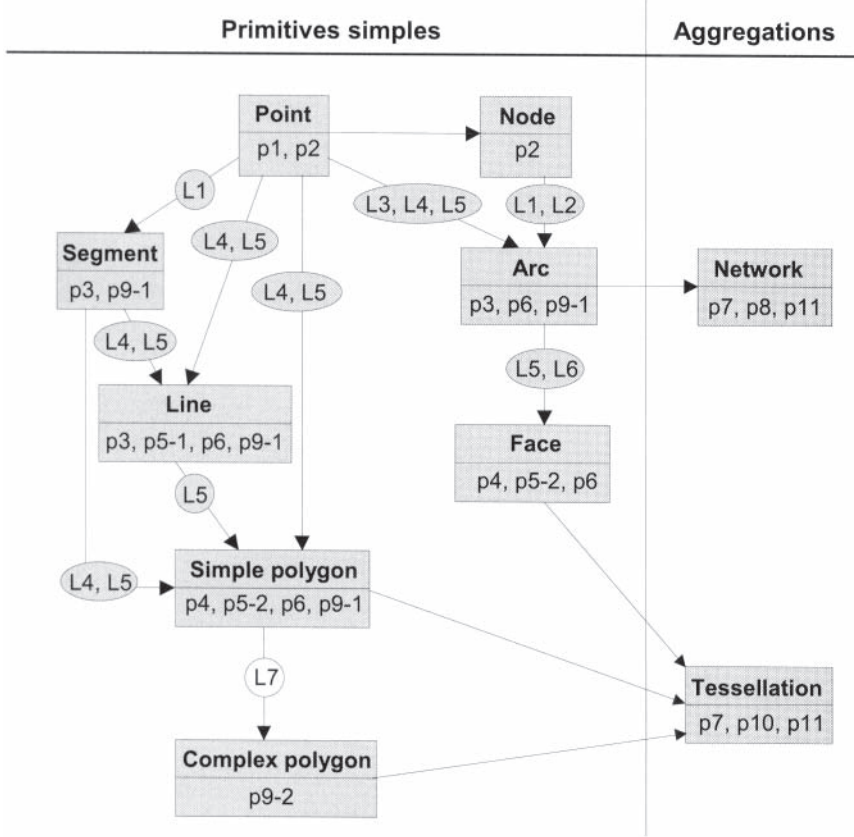 Primitives simples
Aggregations
Point
p1, p2
Node
p2
L1
L3, L4, L5
L1, L2
L4, L5
Segment
p3, p9-1
L4, L5
Arc
p3, p6, p9-1
Network
p7, p8, p11
L4, L5
L5, L6
Line
p3, p5-1, p6, p9-1
Face
p4, p5-2, p6
L5
L4, L5
Simple polygon
p4, p5-2, p6, p9-1
L7
Tessellation
p7, p10, p11
Complex polygon
p9-2